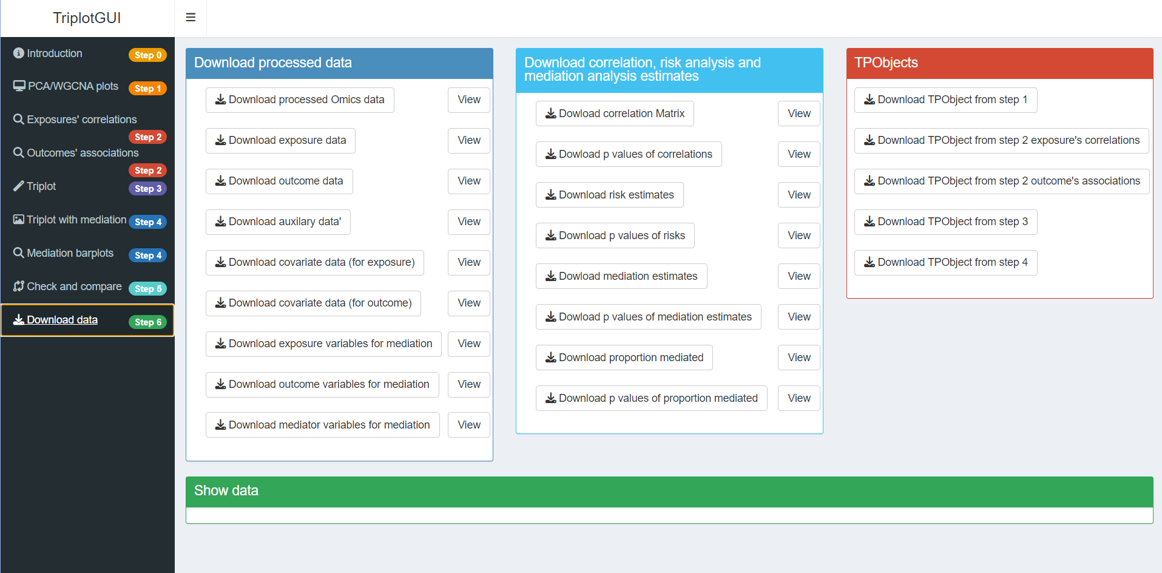 TriplotGUI
Introduction Step 0
PCA/WGCNA plots Step 1
Exposures' correlations
Step 2
Outcomes' associations
Step 2
Triplot Step 3
Triplot with mediation Step 4
Mediation barplots Step 4
Check and compare Step 5
Download data Step 6
Download processed data
Download processed Omics data View
Download exposure data View
Download outcome data View
Download auxilary data' View
Download covariate data (for exposure) View
Download covariate data (for outcome) View
Download exposure variables for mediation View
Download outcome variables for mediation View
Download mediator variables for mediation View
Download correlation, risk analysis and
mediation analysis estimates
Dowload correlation Matrix View
Dowload p values of correlations View
Download risk estimates View
Download p values of risks View
Dowload mediation estimates View
Dowload p values of mediation estimates View
Download proportion mediated View
Download p values of proportion mediated View
TPObjects
Download TPObject from step 1
Download TPObject from step 2 exposure's correlations
Download TPObject from step 2 outcome's associations
Download TPObject from step 3
Download TPObject from step 4
Show data